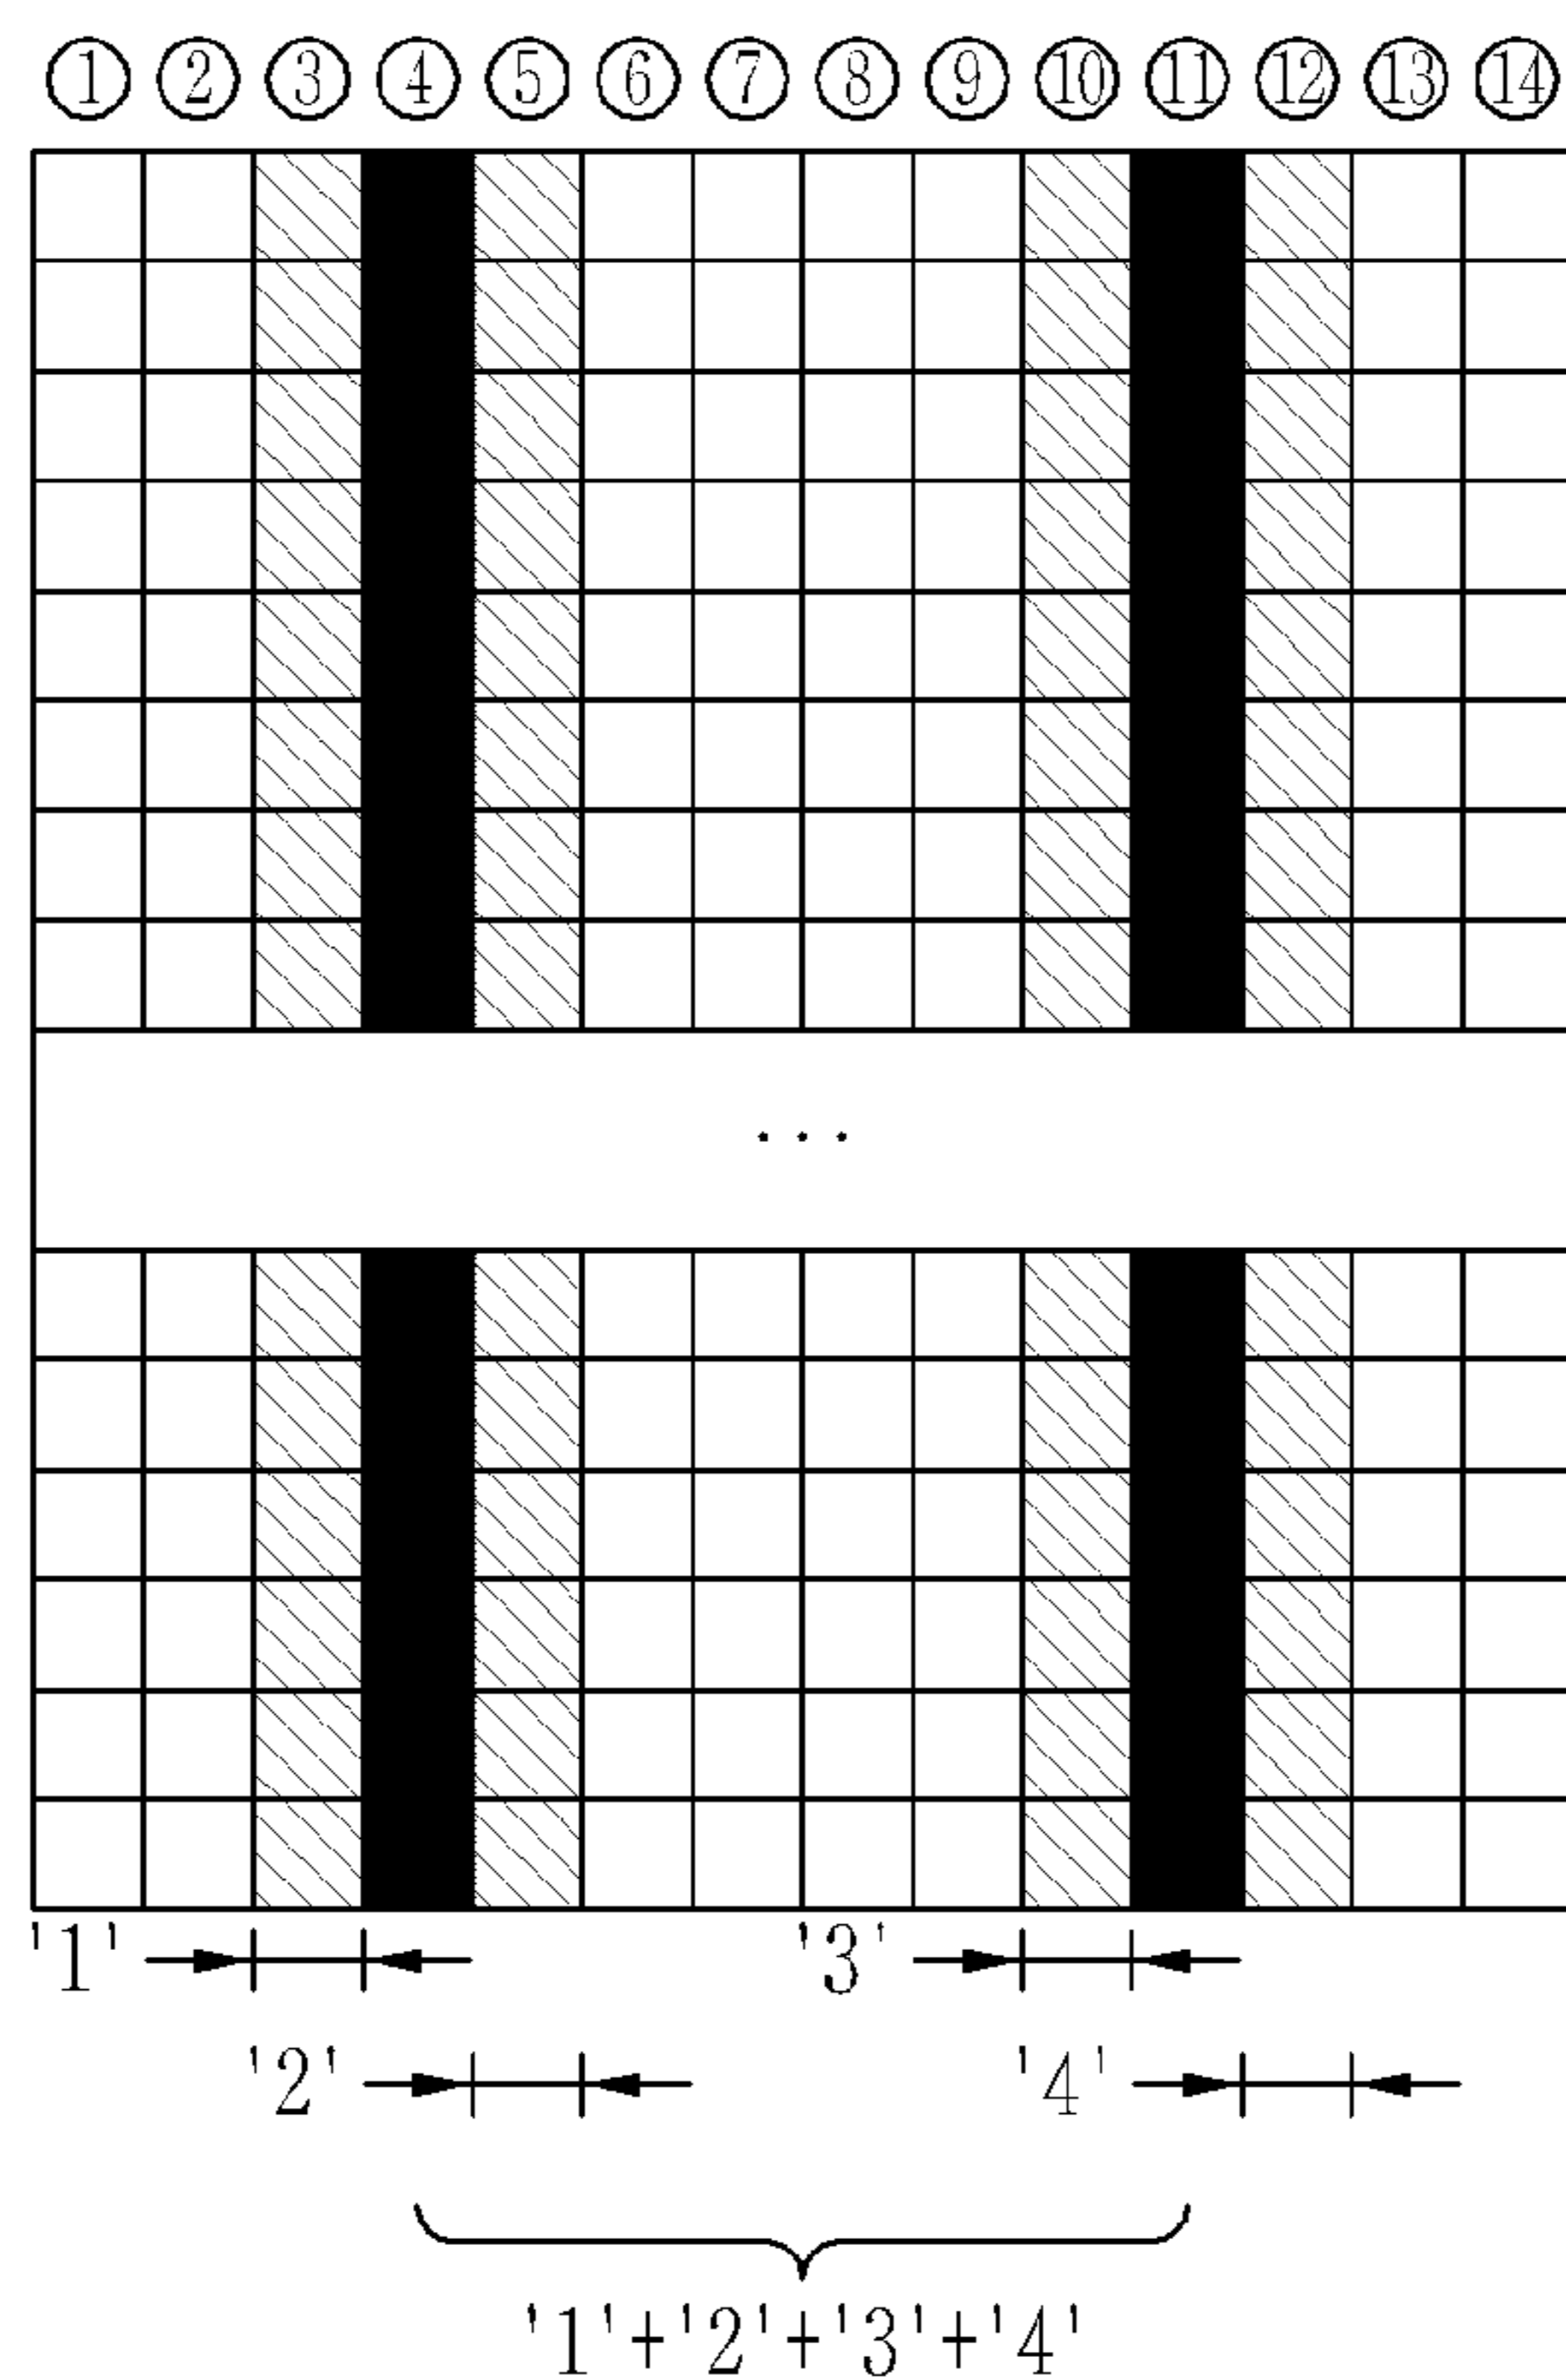 ① ② ③ ④ ⑤ ⑥ ⑦ ⑧ ⑨ ⑩ ⑪ ⑫ ⑬ ⑭
...
'1' '3'
'2' '4'
'1'+'2'+'3'+'4'